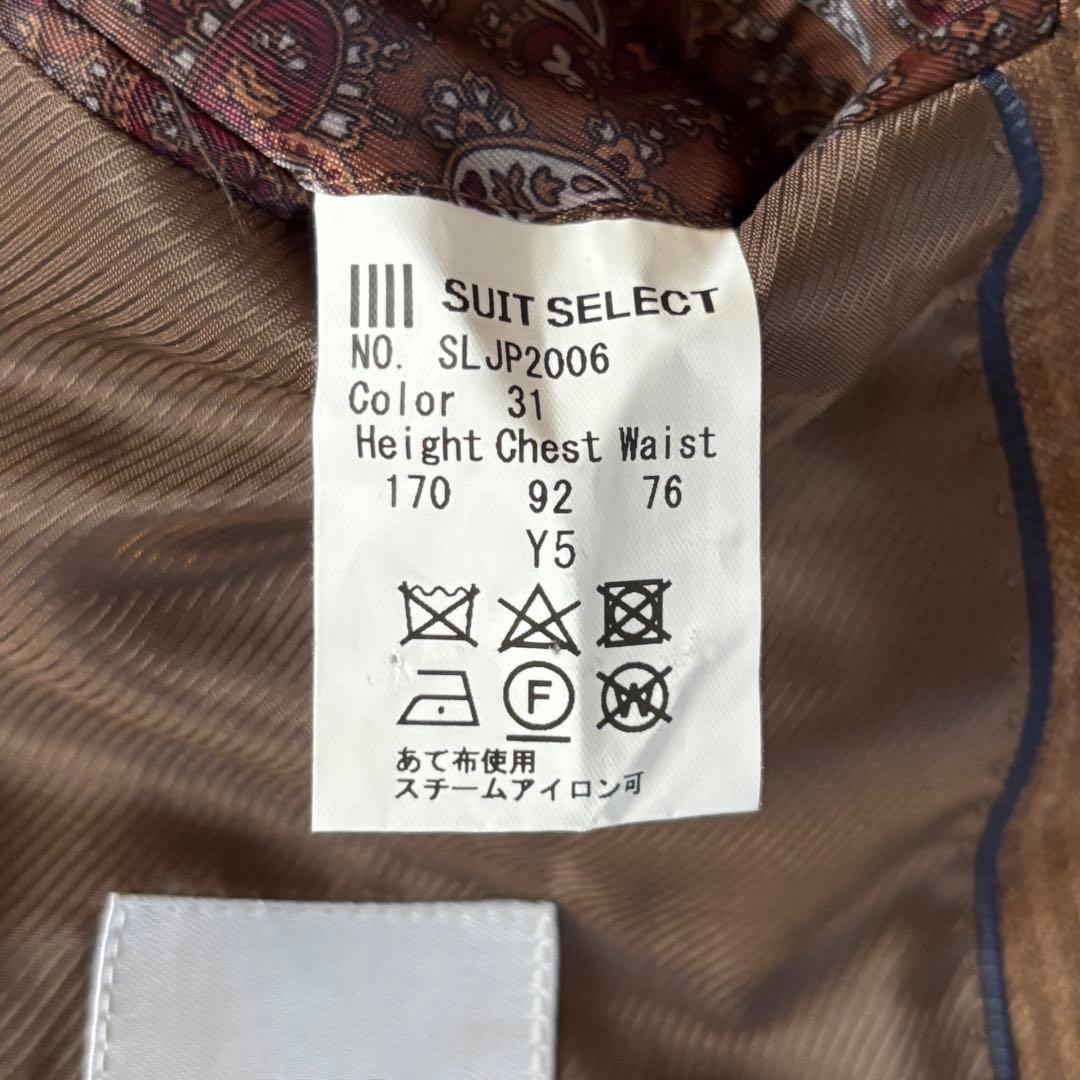 SUIT SELECT
NO. SLJP2006
Color 31
Height Chest Waist
170 92 76
Y5
F W
あて布使用
スチームアイロン可